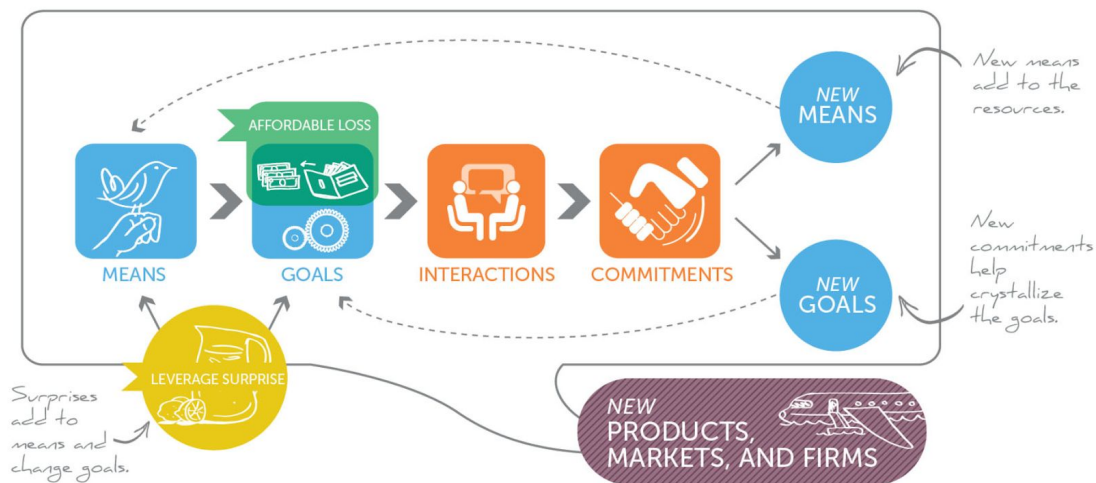 NEW
MEANS
New means
add to the
resources.
AFFORDABLE LOSS
MEANS
GOALS
INTERACTIONS
COMMITMENTS
NEW
GOALS
New
commitments
help
crystallize
the goals.
LEVERAGE SURPRISE
Surprises
add to
means and
change goals.
NEW
PRODUCTS,
MARKETS, AND FIRMS